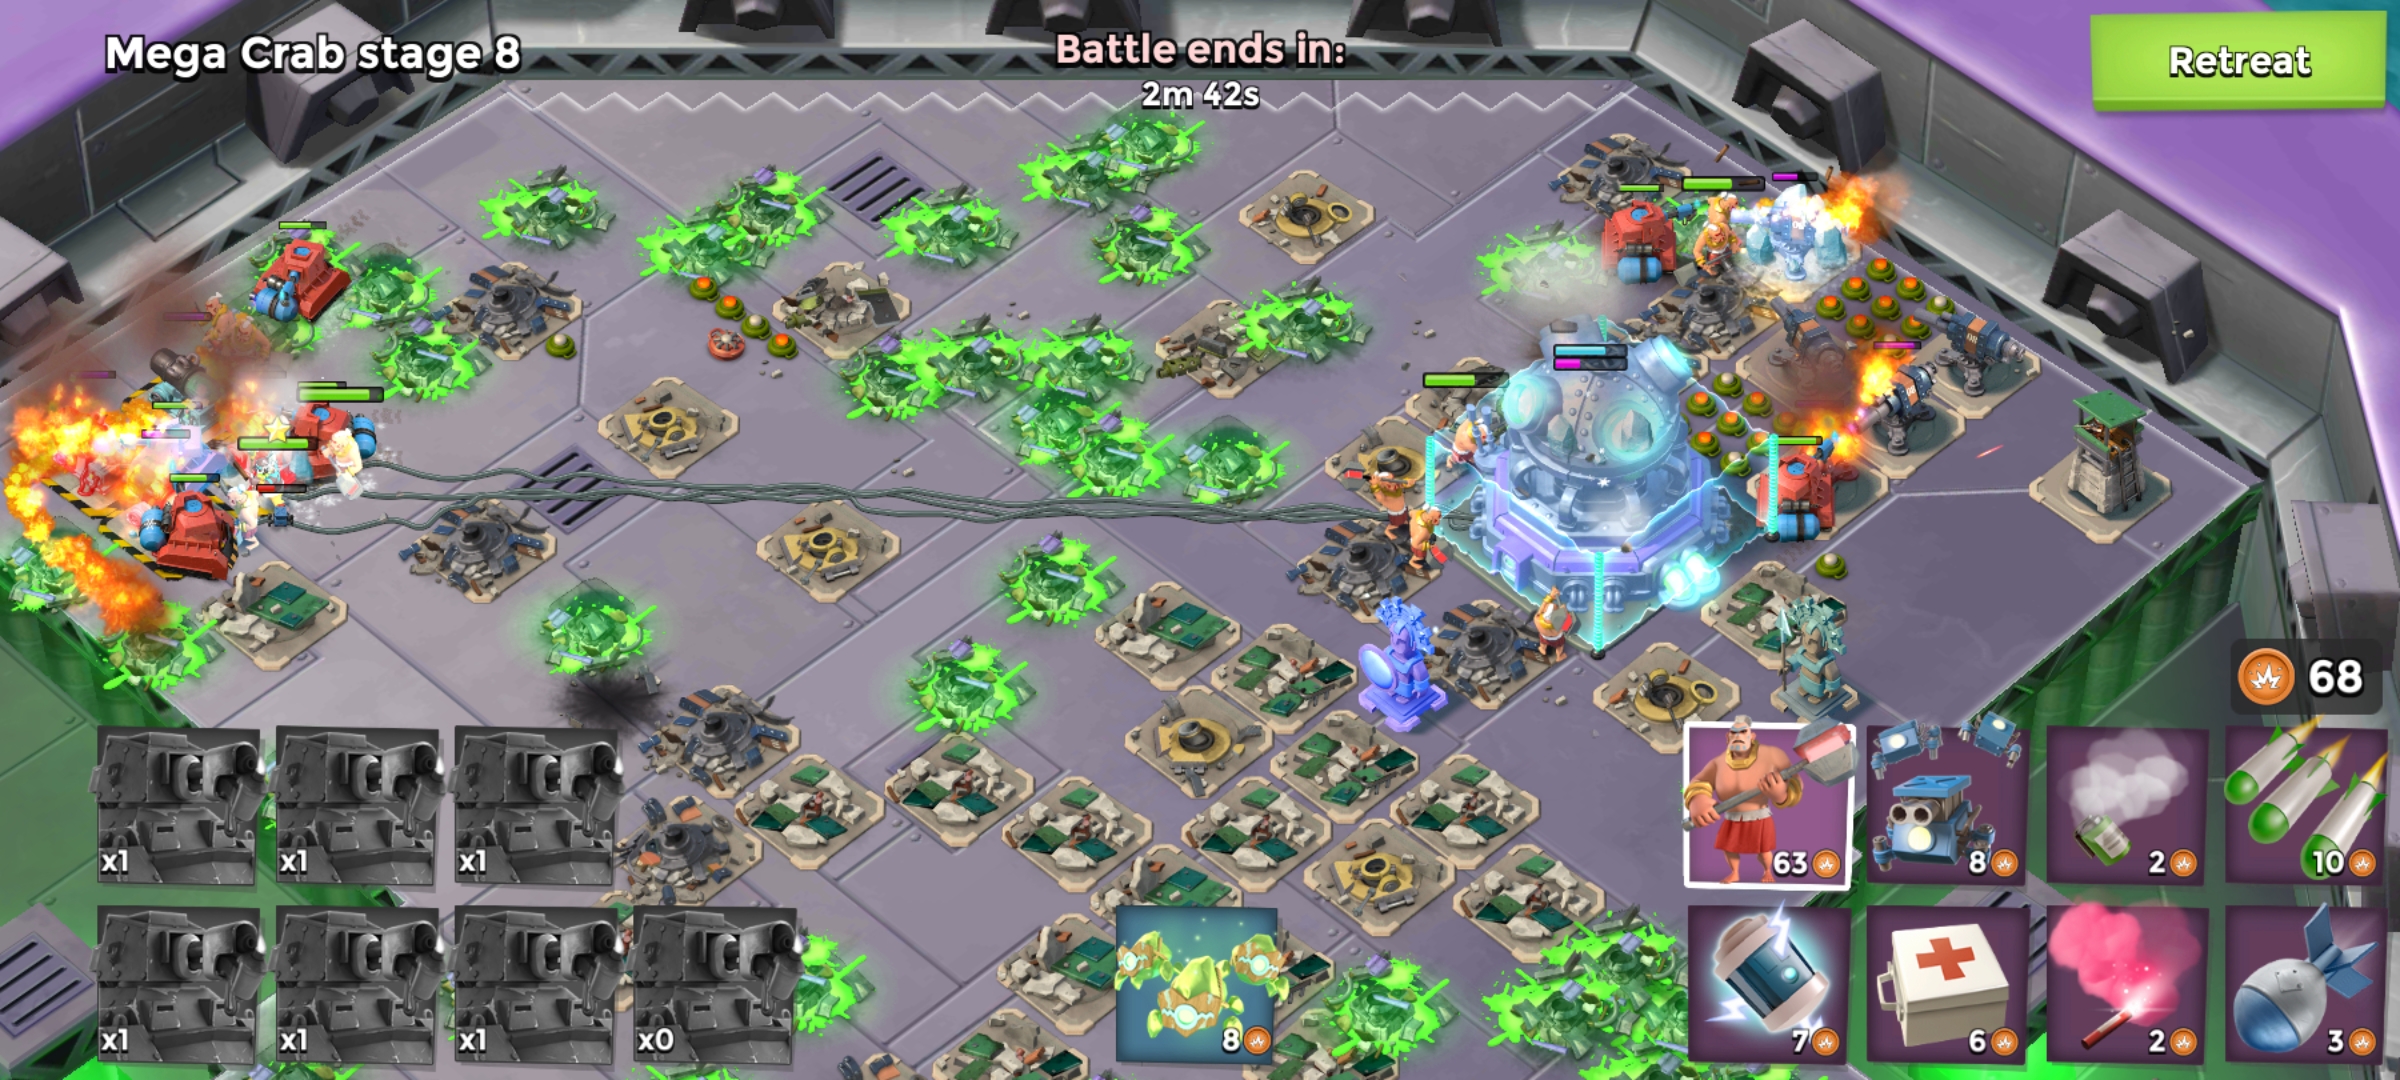 Mega Crab stage 8
Battle ends in:
2m 42s
Retreat
68
x1
x1
x1
63
8
2
10
x1
x1
x1
x0
8
7
6
2
3